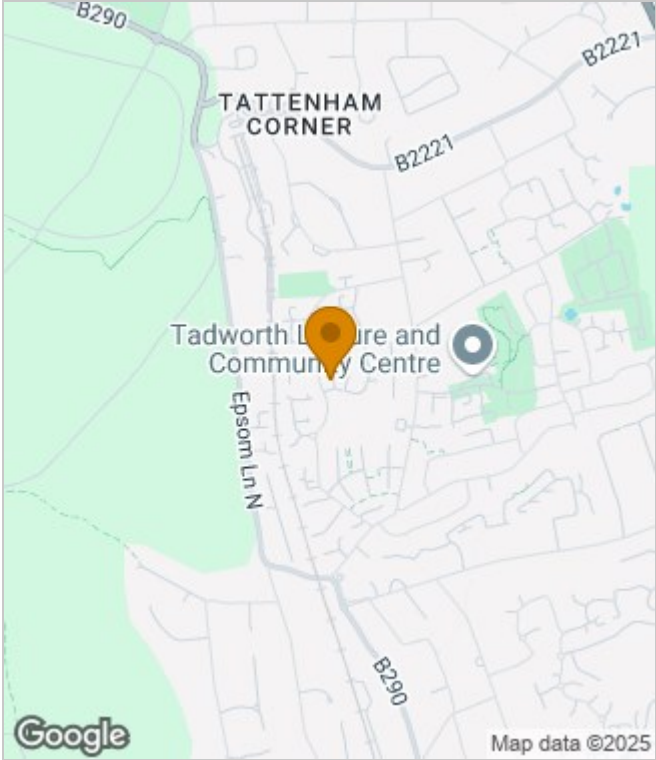 B290
B2221
TATTENHAM
CORNER
B2221
Tadworth L ure and
Commun y Centre
Epsom Ln N
B290
Google
Map data ©2025